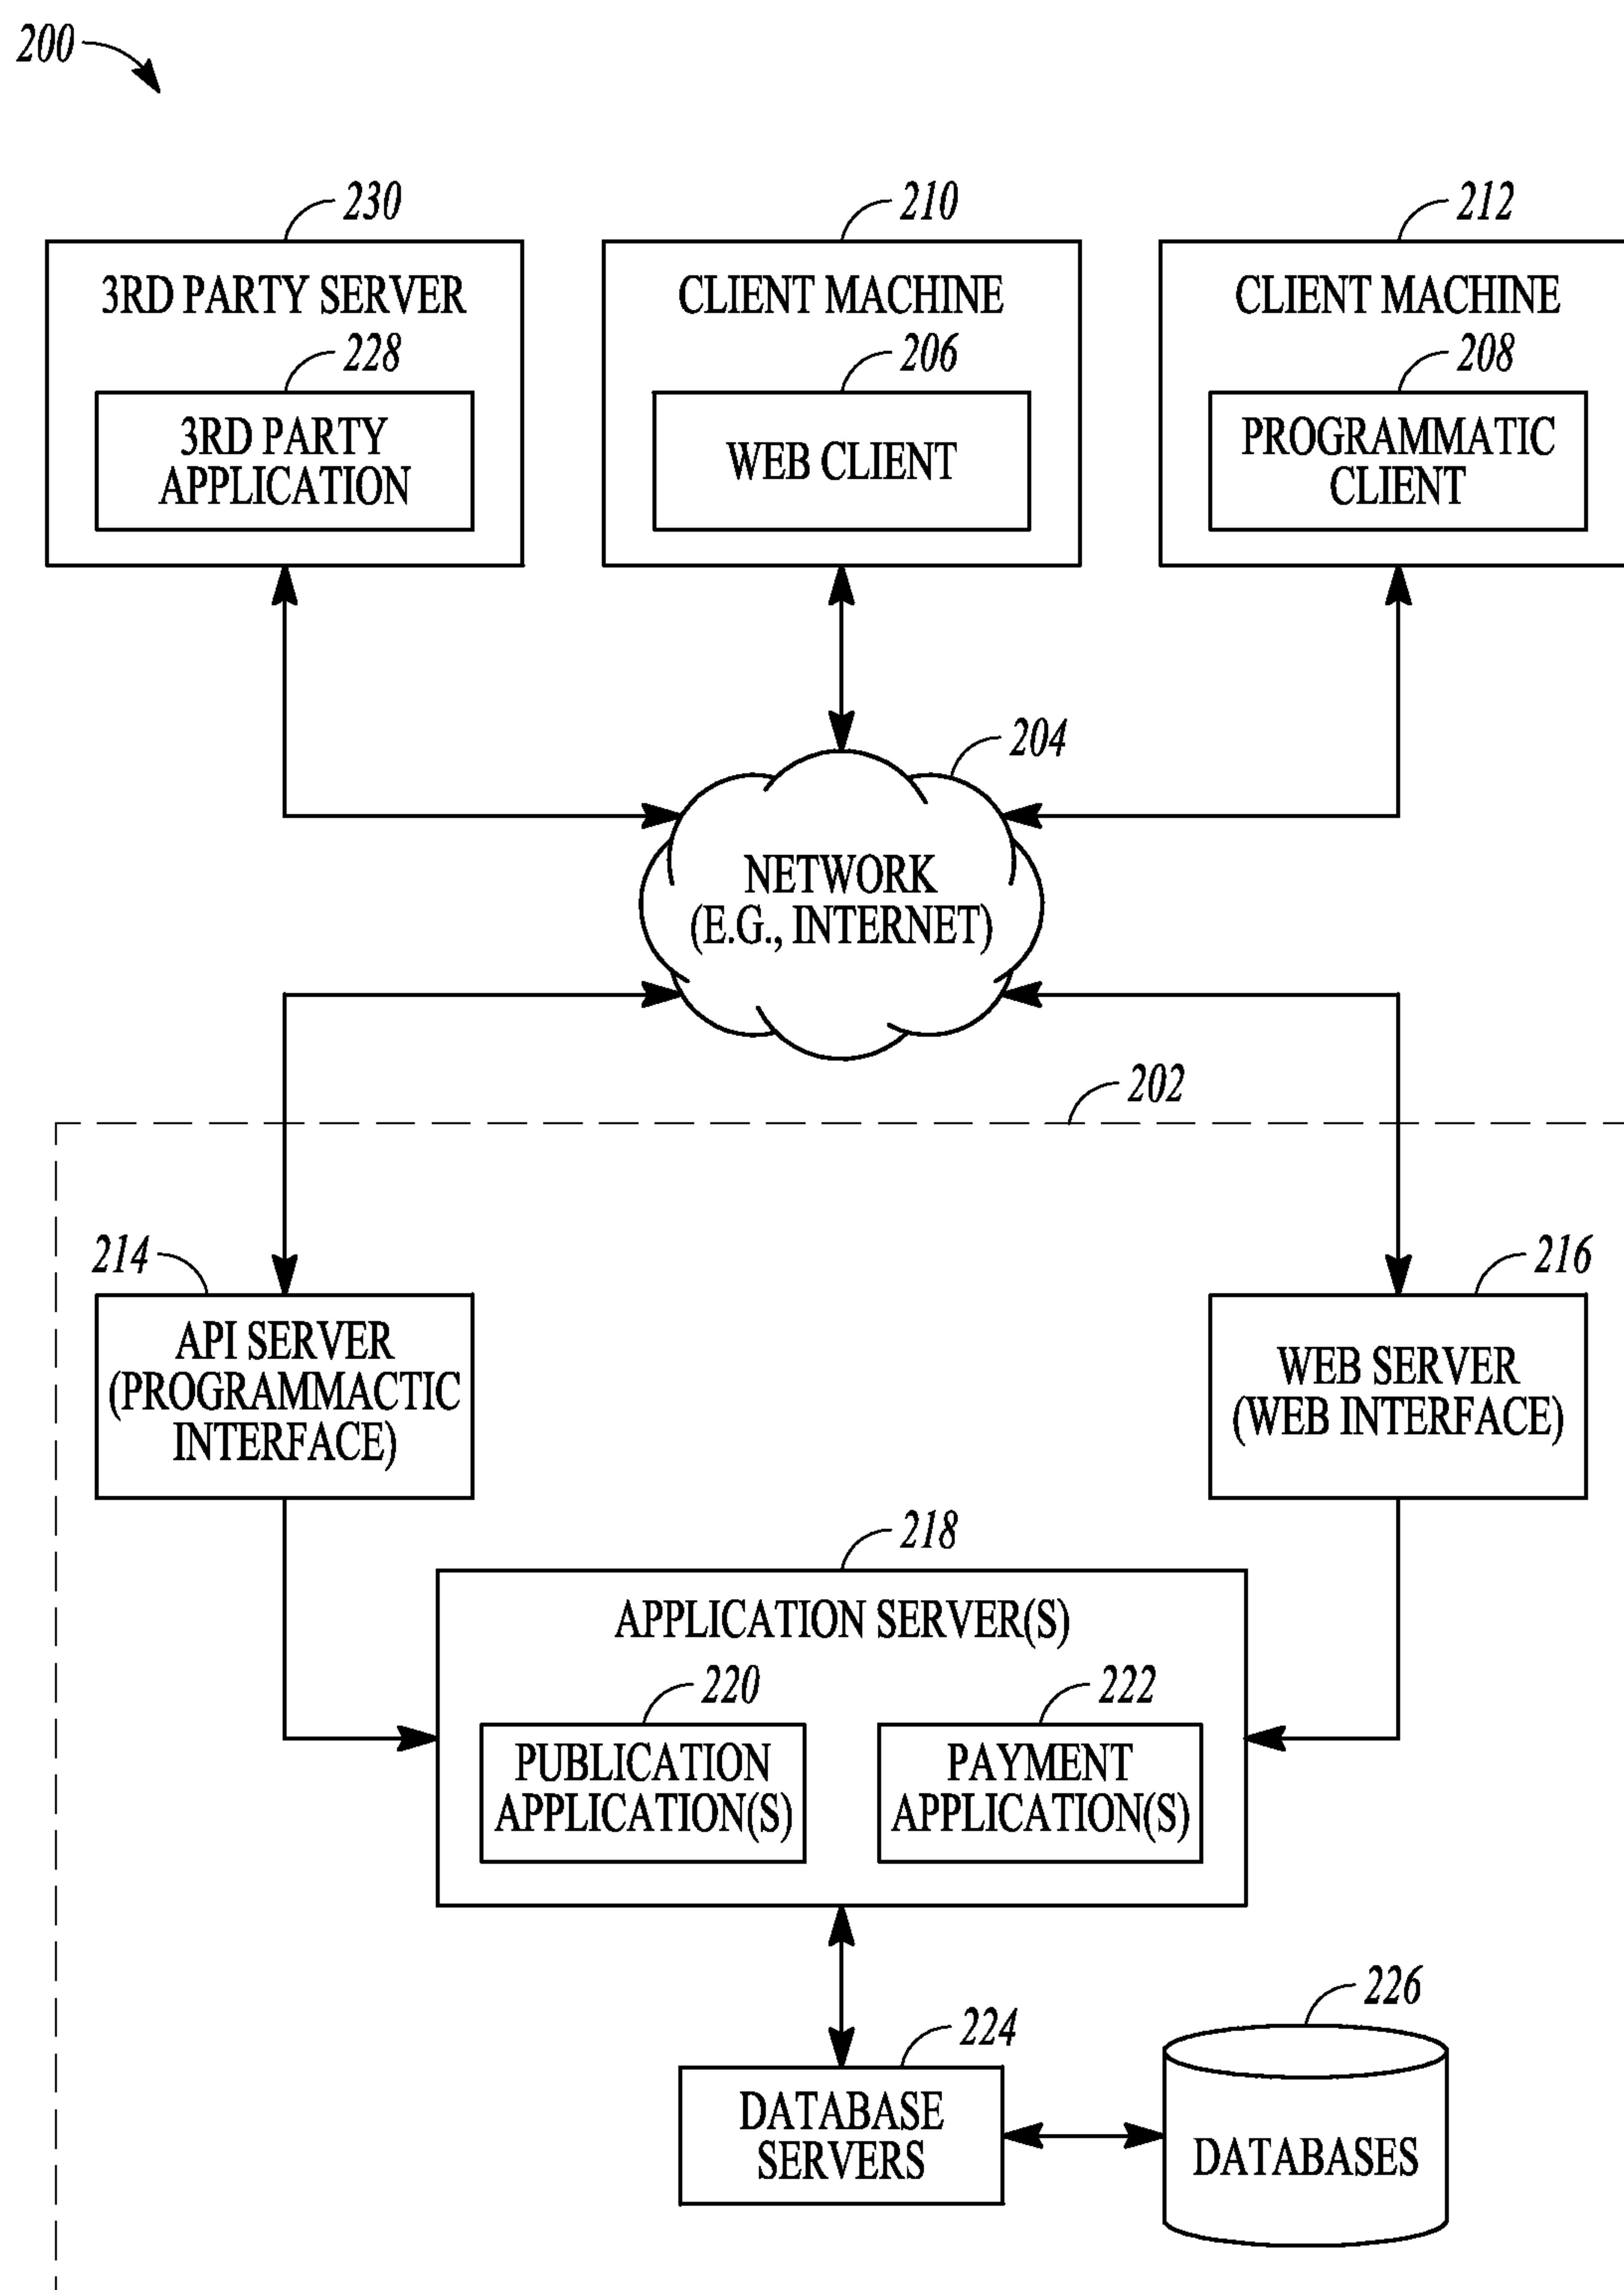 200
230
210
212
3RD PARTY SERVER
CLIENT MACHINE
CLIENT MACHINE
228
206
208
3RD PARTY
APPLICATION
WEB CLIENT
PROGRAMMATIC
CLIENT
204
NETWORK
(E.G., INTERNET)
202
214
216
API SERVER
(PROGRAMMACTIC
INTERFACE)
WEB SERVER
(WEB INTERFACE)
218
APPLICATION SERVER(S)
220
222
PUBLICATION
APPLICATION(S)
PAYMENT
APPLICATION(S)
226
224
DATABASE
SERVERS
DATABASES